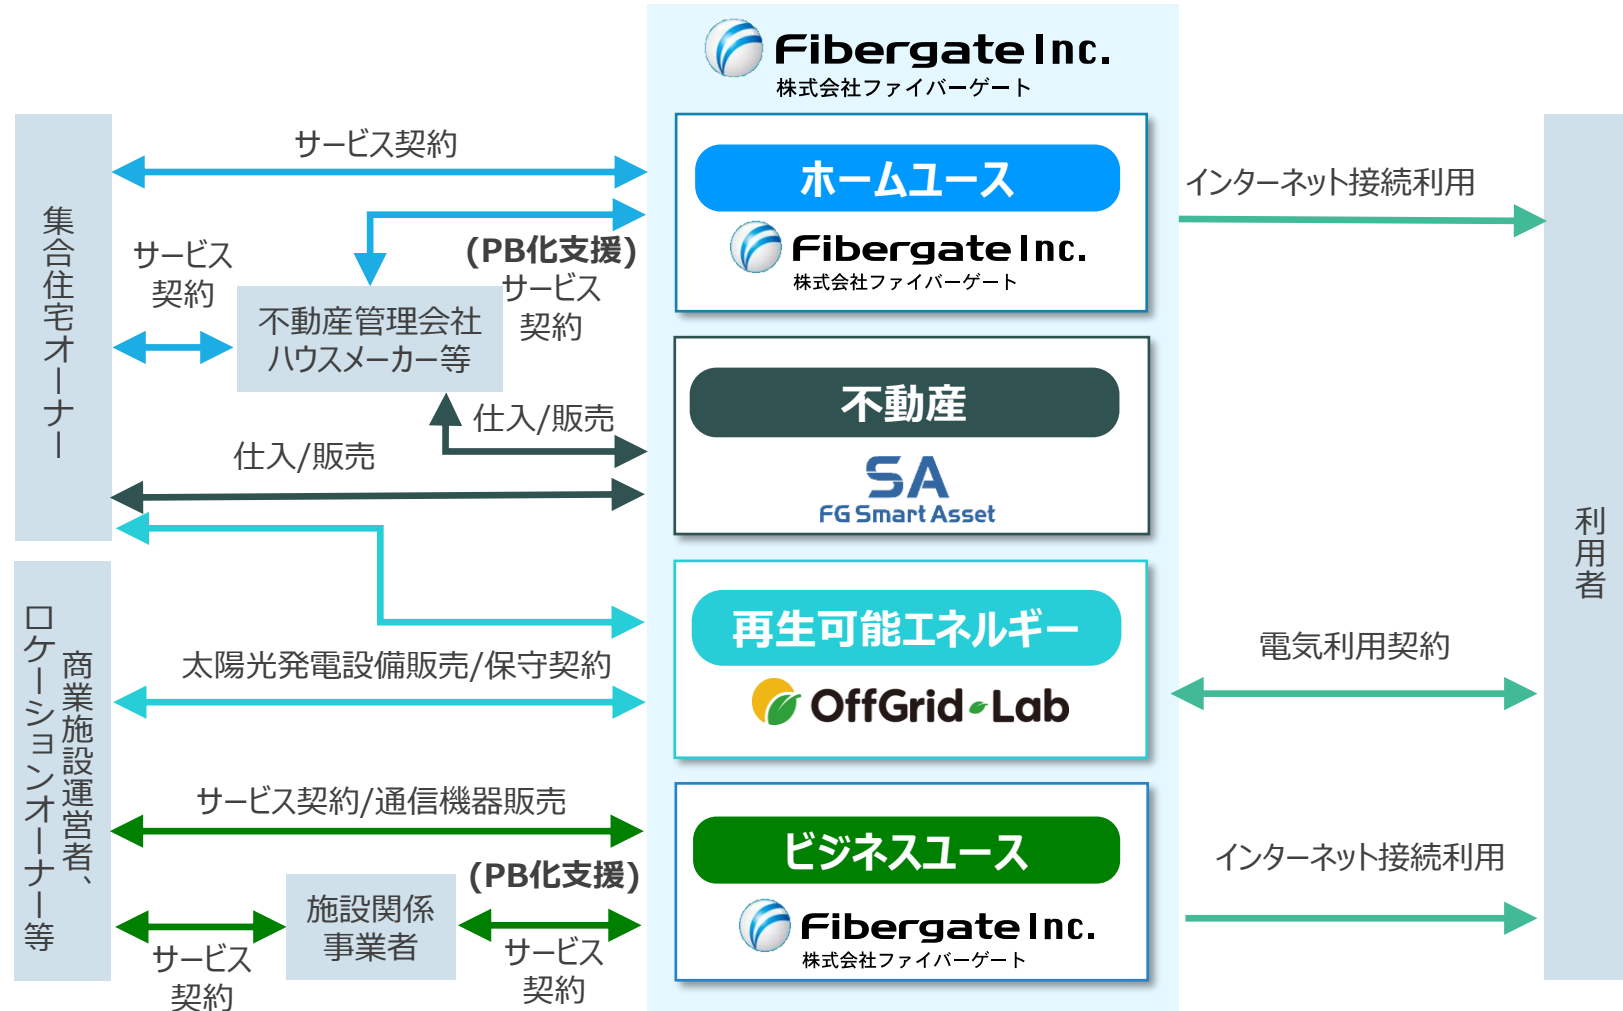 Fibergate Inc.
株式会社ファイバーゲート
集合住宅オーナー
サービス契約
サービス
契約
(PB化支援)
サービス
契約
不動産管理会社
ハウスメーカー等
仕入/販売
仕入/販売
ホームユース
Fibergate Inc.
株式会社ファイバーゲート
不動産
SA
FG Smart Asset
再生可能エネルギー
OffGrid Lab
ビジネスユース
Fibergate Inc.
株式会社ファイバーゲート
商業施設運営者、
ロケーションオーナー等
太陽光発電設備販売/保守契約
サービス契約/通信機器販売
(PB化支援)
施設関係
事業者
サービス
契約
サービス
契約
インターネット接続利用
電気利用契約
インターネット接続利用
利用者